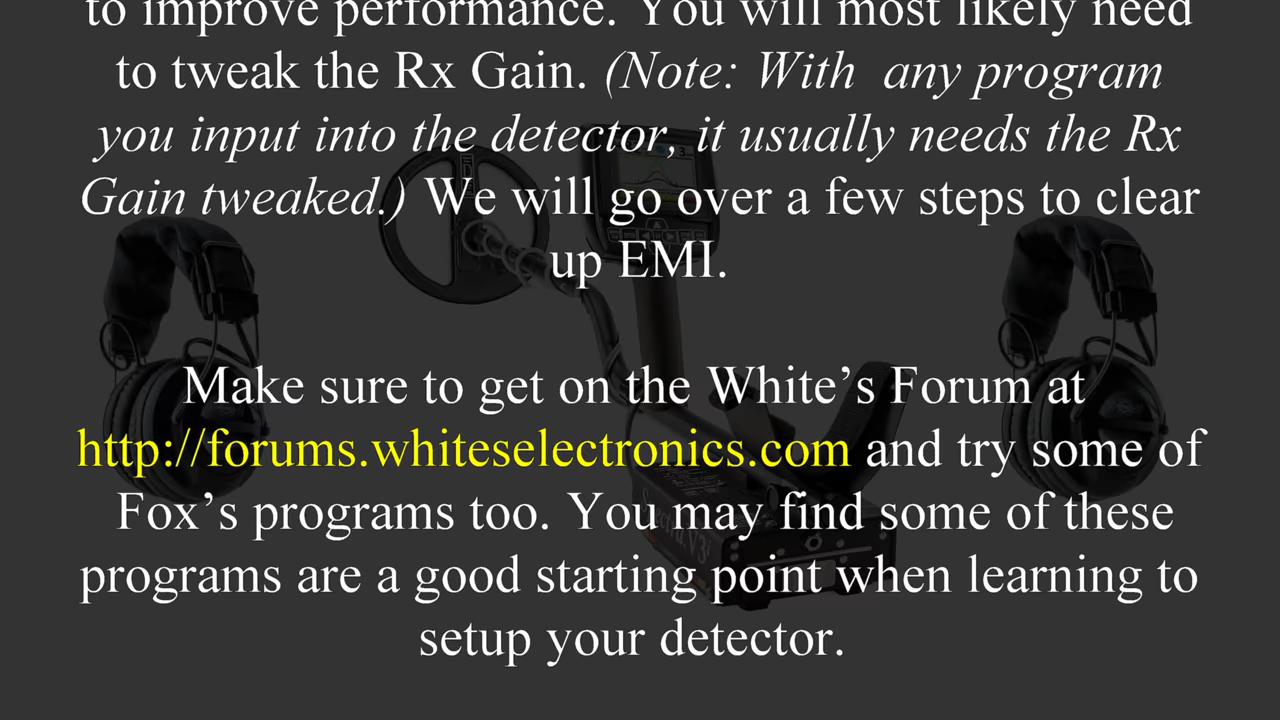 to improve performance. You will most likely need
to tweak the Rx Gain. (Note: With  any program
you input into the detector, it usually needs the Rx
Gain tweaked.) We will go over a few steps to clear
up EMI.
Make sure to get on the White’s Forum at
http://forums.whiteselectronics.com and try some of
Fox’s programs too. You may find some of these
programs are a good starting point when learning to
setup your detector.
Spectra V3i